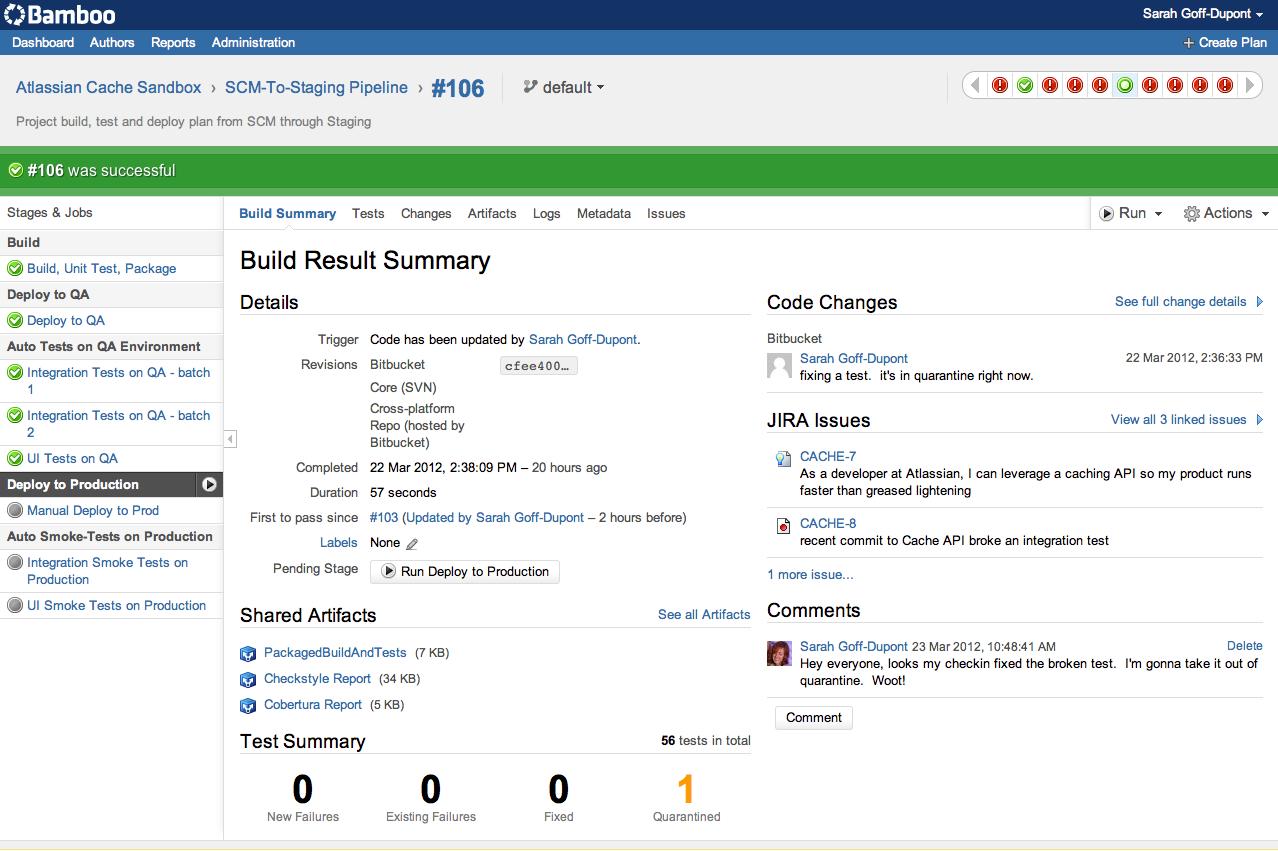 Bamboo
Sarah Goff-Dupont
Dashboard Authors Reports Administration
Create Plan
Atlassian Cache Sandbox › SCM-To-Staging Pipeline › #106
default
Project build, test and deploy plan from SCM through Staging
#106 was successful
Stages & Jobs
Build
Build, Unit Test, Package
Deploy to QA
Deploy to QA
Auto Tests on QA Environment
Integration Tests on QA - batch
1
Integration Tests on QA - batch
2
UI Tests on QA
Deploy to Production
Manual Deploy to Prod
Auto Smoke-Tests on Production
Integration Smoke Tests on
Production
UI Smoke Tests on Production
Build Summary Tests Changes Artifacts Logs Metadata Issues
Run
Actions
Build Result Summary
Details
Trigger Code has been updated by Sarah Goff-Dupont.
Revisions Bitbucket cfee400…
Core (SVN)
Cross-platform
Repo (hosted by
Bitbucket)
Completed 22 Mar 2012, 2:38:09 PM – 20 hours ago
Duration 57 seconds
First to pass since #103 (Updated by Sarah Goff-Dupont – 2 hours before)
Labels None
Pending Stage Run Deploy to Production
Shared Artifacts
See all Artifacts
PackagedBuildAndTests (7 KB)
Checkstyle Report (34 KB)
Cobertura Report (5 KB)
Test Summary
56 tests in total
0 0 0 1
New Failures Existing Failures Fixed Quarantined
Code Changes
See full change details
Bitbucket
Sarah Goff-Dupont
22 Mar 2012, 2:36:33 PM
fixing a test. it's in quarantine right now.
JIRA Issues
View all 3 linked issues
CACHE-7
As a developer at Atlassian, I can leverage a caching API so my product runs
faster than greased lightening
CACHE-8
recent commit to Cache API broke an integration test
1 more issue…
Comments
Sarah Goff-Dupont 23 Mar 2012, 10:48:41 AM
Delete
Hey everyone, looks my checkin fixed the broken test. I'm gonna take it out of
quarantine. Woot!
Comment